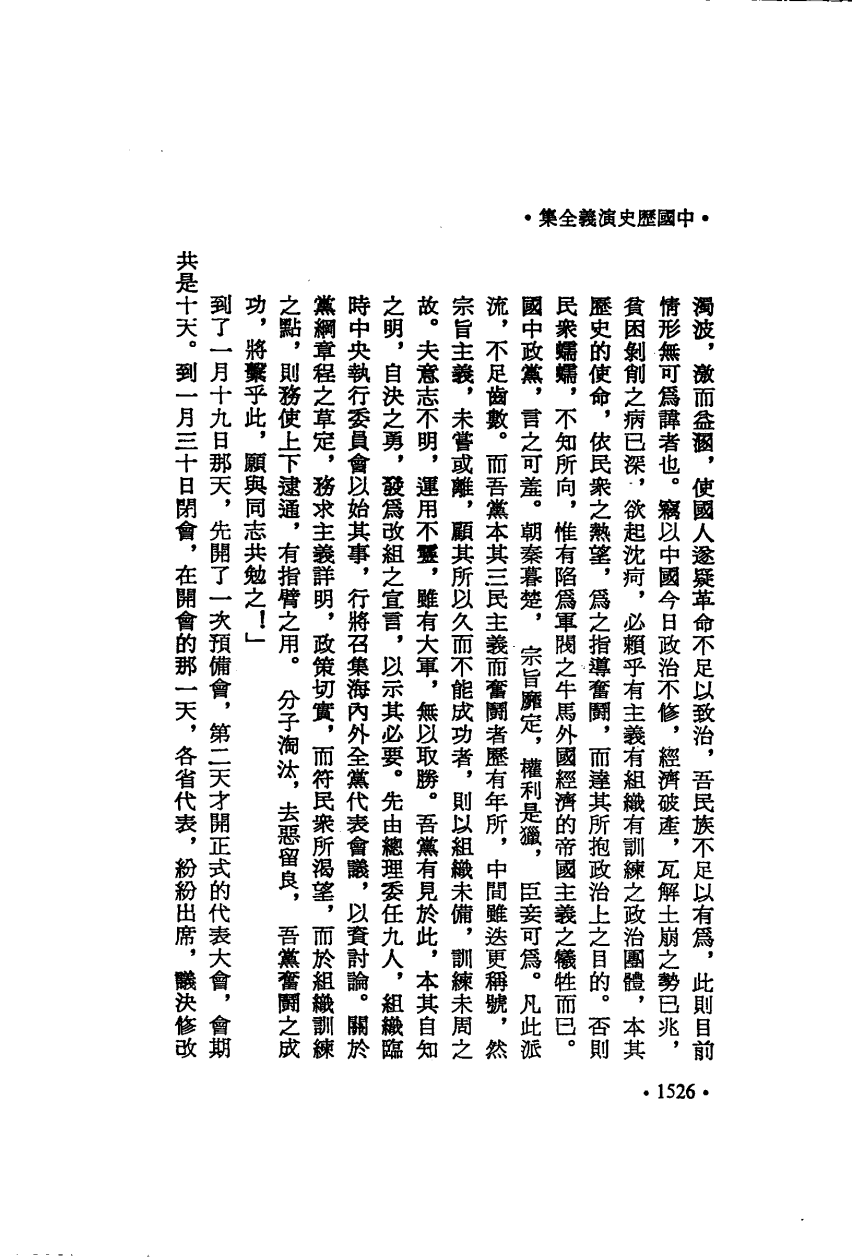 •中國歷史演義全集•
濁波，激而益溷，使國人遂疑革命不足以致治，吾民族不足以有爲，此則目前
情形無可爲諱者也。竊以中國今日政治不修，經濟破產，瓦解土崩之勢已兆，
貧困剝削之病已深，欲起沈疴，必賴乎有主義有組織有訓練之政治團體，本其
歷史的使命，依民衆之熱望，爲之指導奮鬭，而達其所抱政治上之目的。否則
民衆蠕蠕，不知所向，惟有陷爲軍閥之牛馬外國經濟的帝國主義之犧牲而已。
國中政黨，言之可羞。朝秦暮楚，宗旨靡定，權利是獵，臣妾可爲。凡此派
流，不足齒數。而吾黨本其三民主義而奮鬭者歷有年所，中間雖迭更稱號，然
宗旨主義，未嘗或離，顧其所以久而不能成功者，則以組織未備，訓練未周之
故。夫意志不明，運用不靈，雖有大軍，無以取勝。吾黨有見於此，本其自知
之明，自決之勇，發爲改組之宣言，以示其必要。先由總理委任九人，組織臨
時中央執行委員會以始其事，行將召集海內外全黨代表會議，以資討論。關於
黨綱章程之草定，務求主義詳明，政策切實，而符民衆所渴望，而於組織訓練
之點，則務使上下逮通，有指臂之用。分子淘汰，去惡留良，吾黨奮鬭之成
功，將繫乎此，願與同志共勉之！」
到了一月十九日那天，先開了一次預備會，第二天才開正式的代表大會，會期
共是十天。到一月三十日閉會，在開會的那一天，各省代表，紛紛出席，議決修改
•1526•